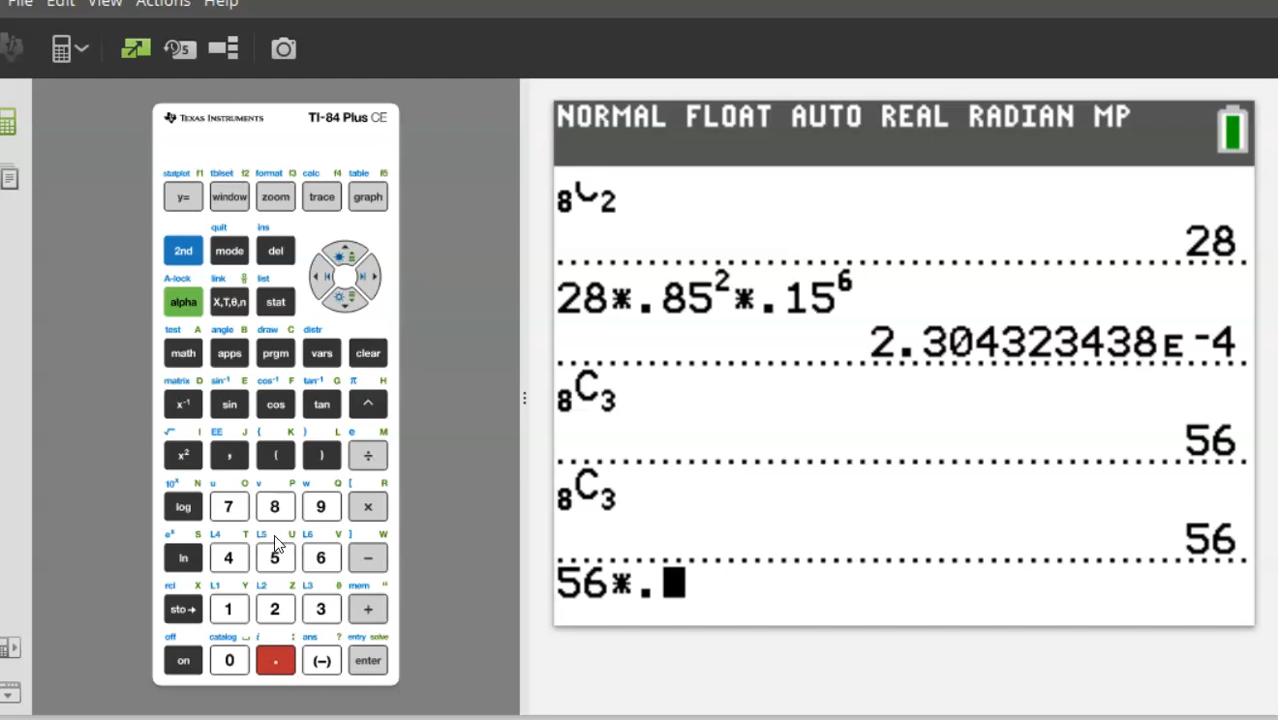 File Edit View Actions Help
TEXAS INSTRUMENTS TI-84 Plus CE
statplot f1 tblset f2 format f3 calc f4 table f5
y= window zoom trace graph
quit ins
2nd mode del
A-lock link list
alpha X,T,θ,n stat
test A angle B draw C distr
math apps prgm vars clear
matrix D sin⁻¹ E cos⁻¹ F tan⁻¹ G π H
x⁻¹ sin cos tan ^
√ I EE J { K } L e M
x² , ( ) ÷
10ˣ N u O v P w Q [ R
log 7 8 9 ×
eˣ S L4 T L5 U L6 V ] W
ln 4 5 6 −
rcl X L1 Y L2 Z L3 θ mem "
sto→ 1 2 3 +
off catalog i : ans ? entry solve
on 0 . (–) enter
NORMAL FLOAT AUTO REAL RADIAN MP
₈C₂
28
28*.85²*.15⁶
2.304323438ᴇ-4
₈C₃
56
₈C₃
56
56*.